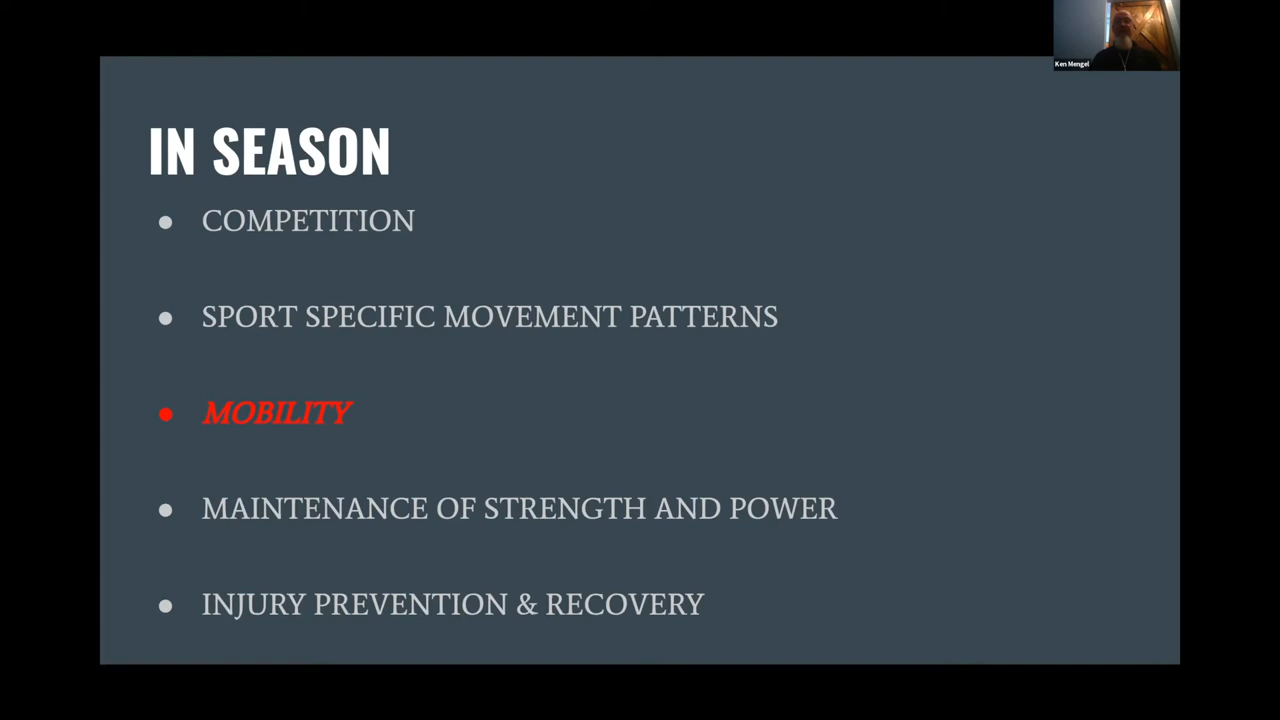 Ken Mengel
IN SEASON
● COMPETITION
● SPORT SPECIFIC MOVEMENT PATTERNS
● MOBILITY
● MAINTENANCE OF STRENGTH AND POWER
● INJURY PREVENTION & RECOVERY